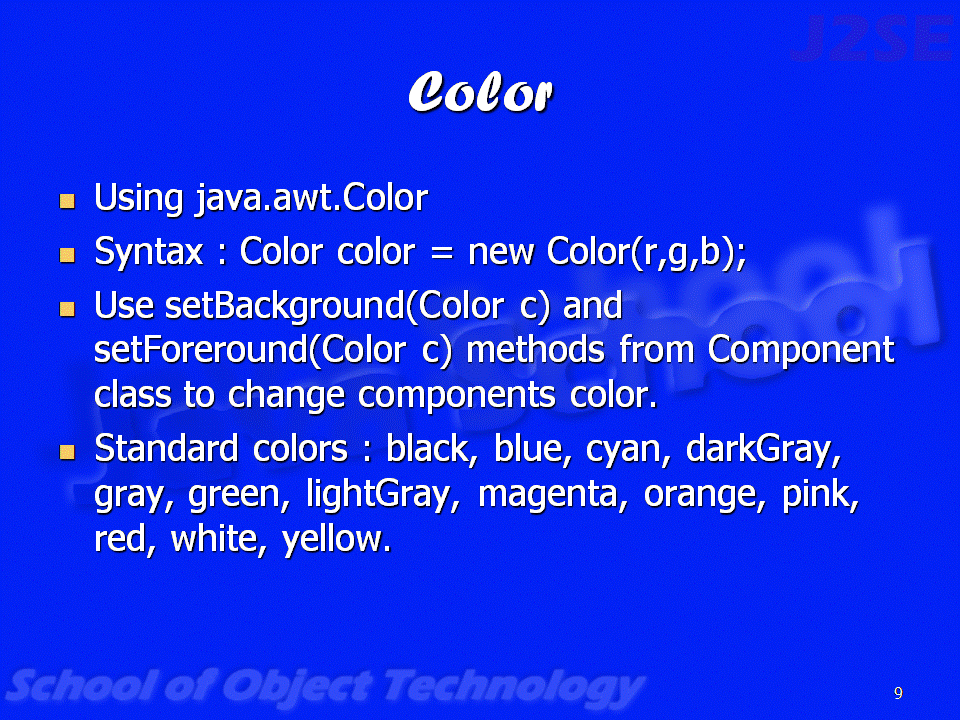 J2SE
Color
Using java.awt.Color
Syntax : Color color = new Color(r,g,b);
Use setBackground(Color c) and
setForeround(Color c) methods from Component
class to change components color.
Standard colors : black, blue, cyan, darkGray,
gray, green, lightGray, magenta, orange, pink,
red, white, yellow.
Java School
School of Object Technology
9